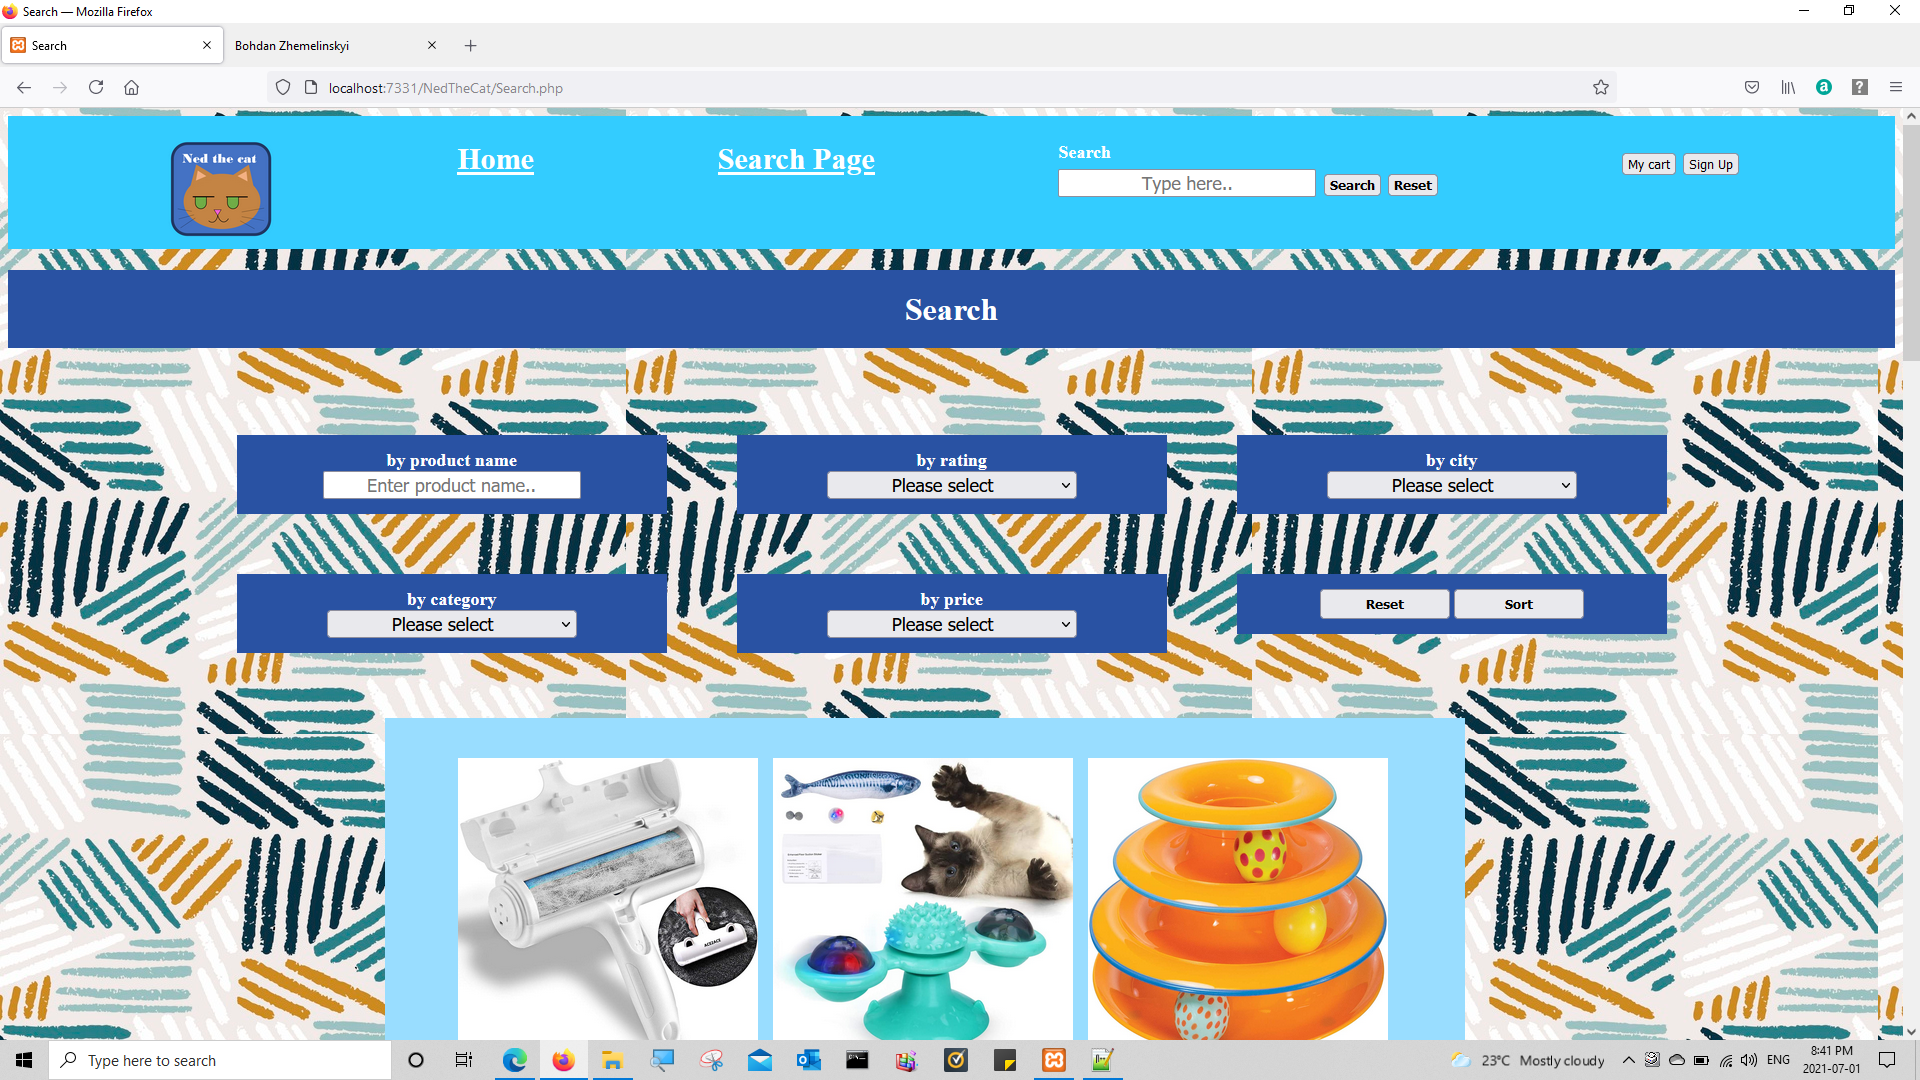 Search — Mozilla Firefox
Search
Bohdan Zhemelinskyi
localhost:7331/NedTheCat/Search.php
Ned the cat
Home
Search Page
Search
Type here..
Search
Reset
My cart
Sign Up
Search
by product name
Enter product name..
by rating
Please select
by city
Please select
by category
Please select
by price
Please select
Reset
Sort
Type here to search
23°C Mostly cloudy
ENG
8:41 PM
2021-07-01